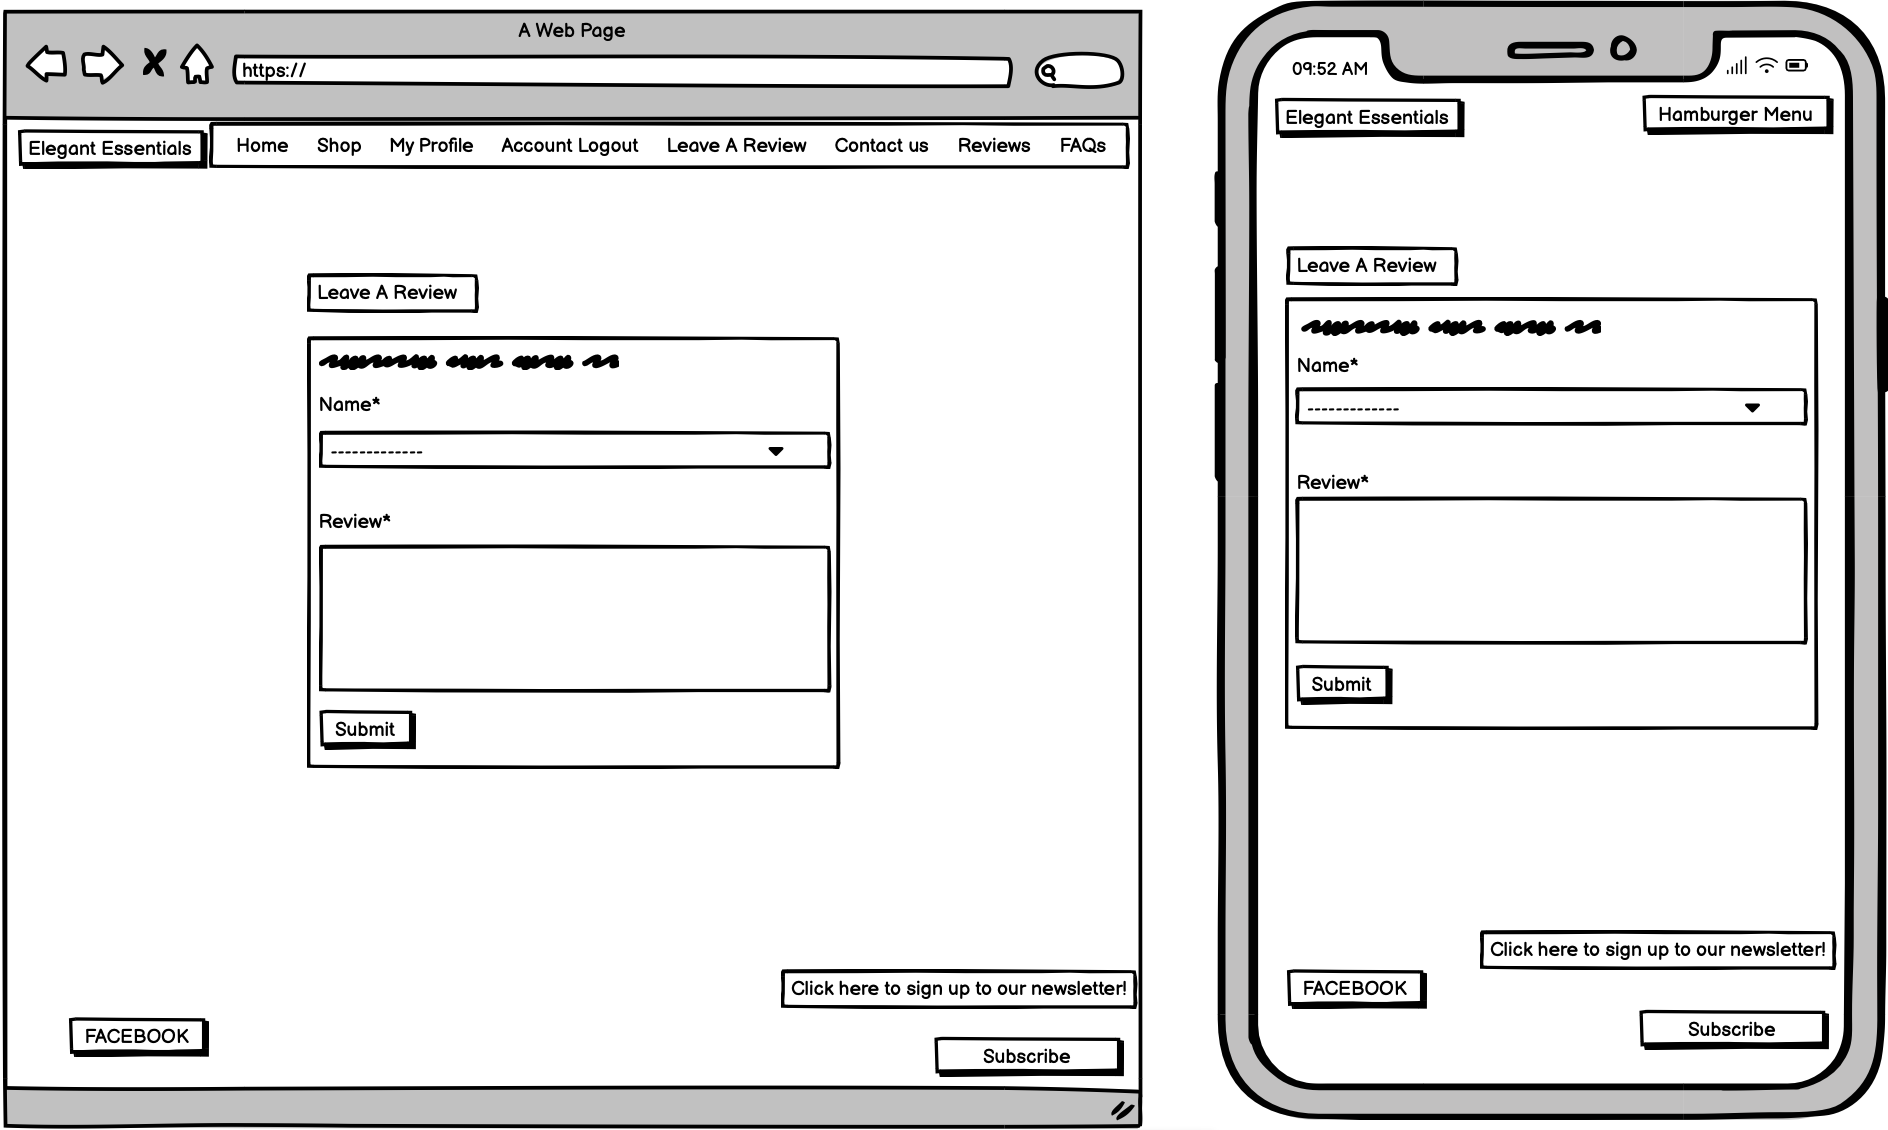 A Web Page
https://
Elegant Essentials
Home Shop My Profile Account Logout Leave A Review Contact us Reviews FAQs
Leave A Review
Name*
-------------
Review*
Submit
Click here to sign up to our newsletter!
FACEBOOK
Subscribe
09:52 AM
Elegant Essentials
Hamburger Menu
Leave A Review
Name*
-------------
Review*
Submit
Click here to sign up to our newsletter!
FACEBOOK
Subscribe